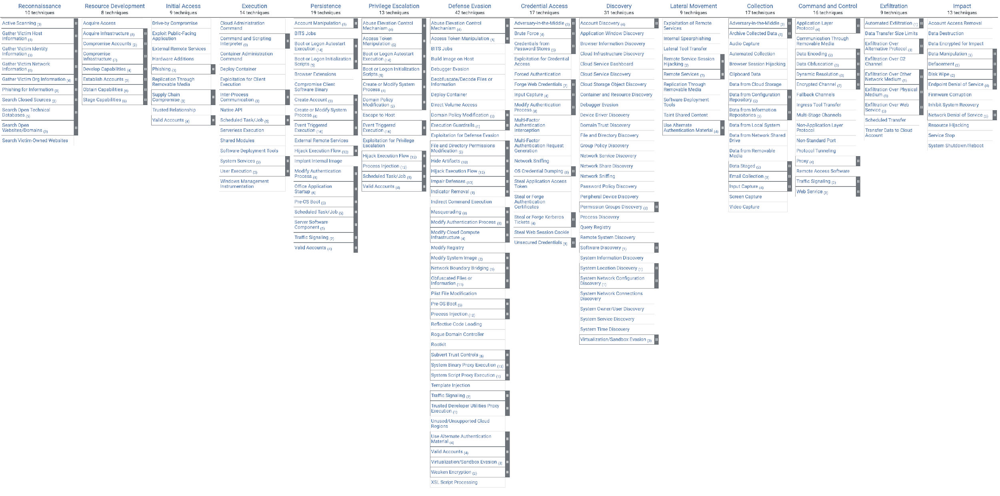 Reconnaissance
10 techniques
Active Scanning (3)
Gather Victim Host
Information (4)
Gather Victim Identity
Information (3)
Gather Victim Network
Information (6)
Gather Victim Org Information (4)
Phishing for Information (3)
Search Closed Sources (2)
Search Open Technical
Databases (5)
Search Open
Websites/Domains (3)
Search Victim-Owned Websites
Resource Development
8 techniques
Acquire Access
Acquire Infrastructure (8)
Compromise Accounts (3)
Compromise
Infrastructure (7)
Develop Capabilities (4)
Establish Accounts (3)
Obtain Capabilities (6)
Stage Capabilities (6)
Initial Access
9 techniques
Drive-by Compromise
Exploit Public-Facing
Application
External Remote Services
Hardware Additions
Phishing (3)
Replication Through
Removable Media
Supply Chain
Compromise (3)
Trusted Relationship
Valid Accounts (4)
Execution
14 techniques
Cloud Administration
Command
Command and Scripting
Interpreter (9)
Container Administration
Command
Deploy Container
Exploitation for Client
Execution
Inter-Process
Communication (3)
Native API
Scheduled Task/Job (5)
Serverless Execution
Shared Modules
Software Deployment Tools
System Services (2)
User Execution (3)
Windows Management
Instrumentation
Persistence
19 techniques
Account Manipulation (5)
BITS Jobs
Boot or Logon Autostart
Execution (14)
Boot or Logon Initialization
Scripts (5)
Browser Extensions
Compromise Client
Software Binary
Create Account (3)
Create or Modify System
Process (4)
Event Triggered
Execution (16)
External Remote Services
Hijack Execution Flow (12)
Implant Internal Image
Modify Authentication
Process (8)
Office Application
Startup (6)
Pre-OS Boot (5)
Scheduled Task/Job (5)
Server Software
Component (5)
Traffic Signaling (2)
Valid Accounts (4)
Privilege Escalation
13 techniques
Abuse Elevation Control
Mechanism (4)
Access Token
Manipulation (5)
Boot or Logon Autostart
Execution (14)
Boot or Logon Initialization
Scripts (5)
Create or Modify System
Process (4)
Domain Policy
Modification (2)
Escape to Host
Event Triggered
Execution (16)
Exploitation for Privilege
Escalation
Hijack Execution Flow (12)
Process Injection (12)
Scheduled Task/Job (5)
Valid Accounts (4)
Defense Evasion
42 techniques
Abuse Elevation Control
Mechanism (4)
Access Token Manipulation (5)
BITS Jobs
Build Image on Host
Debugger Evasion
Deobfuscate/Decode Files or
Information
Deploy Container
Direct Volume Access
Domain Policy Modification (2)
Execution Guardrails (1)
Exploitation for Defense Evasion
File and Directory Permissions
Modification (2)
Hide Artifacts (10)
Hijack Execution Flow (12)
Impair Defenses (10)
Indicator Removal (9)
Indirect Command Execution
Masquerading (8)
Modify Authentication Process (8)
Modify Cloud Compute
Infrastructure (4)
Modify Registry
Modify System Image (2)
Network Boundary Bridging (1)
Obfuscated Files or
Information (11)
Plist File Modification
Pre-OS Boot (5)
Process Injection (12)
Reflective Code Loading
Rogue Domain Controller
Rootkit
Subvert Trust Controls (6)
System Binary Proxy Execution (13)
System Script Proxy Execution (1)
Template Injection
Traffic Signaling (2)
Trusted Developer Utilities Proxy
Execution (1)
Unused/Unsupported Cloud
Regions
Use Alternate Authentication
Material (4)
Valid Accounts (4)
Virtualization/Sandbox Evasion (3)
Weaken Encryption (2)
XSL Script Processing
Credential Access
17 techniques
Adversary-in-the-Middle (3)
Brute Force (4)
Credentials from
Password Stores (5)
Exploitation for Credential
Access
Forced Authentication
Forge Web Credentials (2)
Input Capture (4)
Modify Authentication
Process (8)
Multi-Factor
Authentication
Interception
Multi-Factor
Authentication Request
Generation
Network Sniffing
OS Credential Dumping (8)
Steal Application Access
Token
Steal or Forge
Authentication
Certificates
Steal or Forge Kerberos
Tickets (4)
Steal Web Session Cookie
Unsecured Credentials (8)
Discovery
31 techniques
Account Discovery (4)
Application Window Discovery
Browser Information Discovery
Cloud Infrastructure Discovery
Cloud Service Dashboard
Cloud Service Discovery
Cloud Storage Object Discovery
Container and Resource Discovery
Debugger Evasion
Device Driver Discovery
Domain Trust Discovery
File and Directory Discovery
Group Policy Discovery
Network Service Discovery
Network Share Discovery
Network Sniffing
Password Policy Discovery
Peripheral Device Discovery
Permission Groups Discovery (3)
Process Discovery
Query Registry
Remote System Discovery
Software Discovery (1)
System Information Discovery
System Location Discovery (1)
System Network Configuration
Discovery (1)
System Network Connections
Discovery
System Owner/User Discovery
System Service Discovery
System Time Discovery
Virtualization/Sandbox Evasion (3)
Lateral Movement
9 techniques
Exploitation of Remote
Services
Internal Spearphishing
Lateral Tool Transfer
Remote Service Session
Hijacking (2)
Remote Services (7)
Replication Through
Removable Media
Software Deployment
Tools
Taint Shared Content
Use Alternate
Authentication Material (4)
Collection
17 techniques
Adversary-in-the-Middle (3)
Archive Collected Data (3)
Audio Capture
Automated Collection
Browser Session Hijacking
Clipboard Data
Data from Cloud Storage
Data from Configuration
Repository (2)
Data from Information
Repositories (3)
Data from Local System
Data from Network Shared
Drive
Data from Removable
Media
Data Staged (2)
Email Collection (3)
Input Capture (4)
Screen Capture
Video Capture
Command and Control
16 techniques
Application Layer
Protocol (4)
Communication Through
Removable Media
Data Encoding (2)
Data Obfuscation (3)
Dynamic Resolution (3)
Encrypted Channel (2)
Fallback Channels
Ingress Tool Transfer
Multi-Stage Channels
Non-Application Layer
Protocol
Non-Standard Port
Protocol Tunneling
Proxy (4)
Remote Access Software
Traffic Signaling (2)
Web Service (3)
Exfiltration
9 techniques
Automated Exfiltration (1)
Data Transfer Size Limits
Exfiltration Over
Alternative Protocol (3)
Exfiltration Over C2
Channel
Exfiltration Over Other
Network Medium (1)
Exfiltration Over Physical
Medium (1)
Exfiltration Over Web
Service (3)
Scheduled Transfer
Transfer Data to Cloud
Account
Impact
13 techniques
Account Access Removal
Data Destruction
Data Encrypted for Impact
Data Manipulation (3)
Defacement (2)
Disk Wipe (2)
Endpoint Denial of Service (4)
Firmware Corruption
Inhibit System Recovery
Network Denial of Service (2)
Resource Hijacking
Service Stop
System Shutdown/Reboot